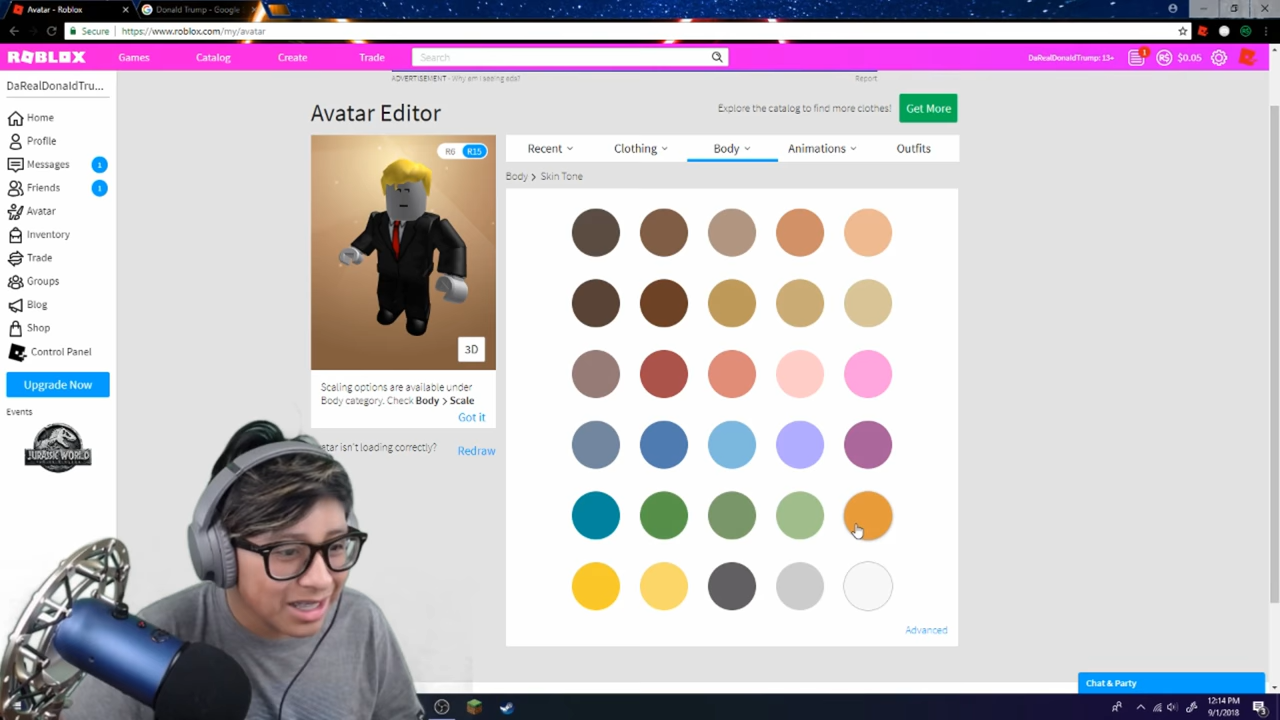 Avatar - Roblox
Donald Trump - Google
Secure
https://www.roblox.com/my/avatar
ROBLOX
Games
Catalog
Create
Trade
Search
DaRealDonaldTrump: 13+
1
R$
$0.05
ADVERTISEMENT - Why am I seeing ads?
Report
DaRealDonaldTru...
Home
Profile
Messages
1
Friends
1
Avatar
Inventory
Trade
Groups
Blog
Shop
Control Panel
Upgrade Now
Events
JURASSIC WORLD
Avatar Editor
Explore the catalog to find more clothes!
Get More
R6
R15
3D
Scaling options are available under
Body category. Check Body > Scale
Got it
atar isn't loading correctly?
Redraw
Recent
Clothing
Body
Animations
Outfits
Body > Skin Tone
Advanced
Chat & Party
12:14 PM
9/1/2018
3